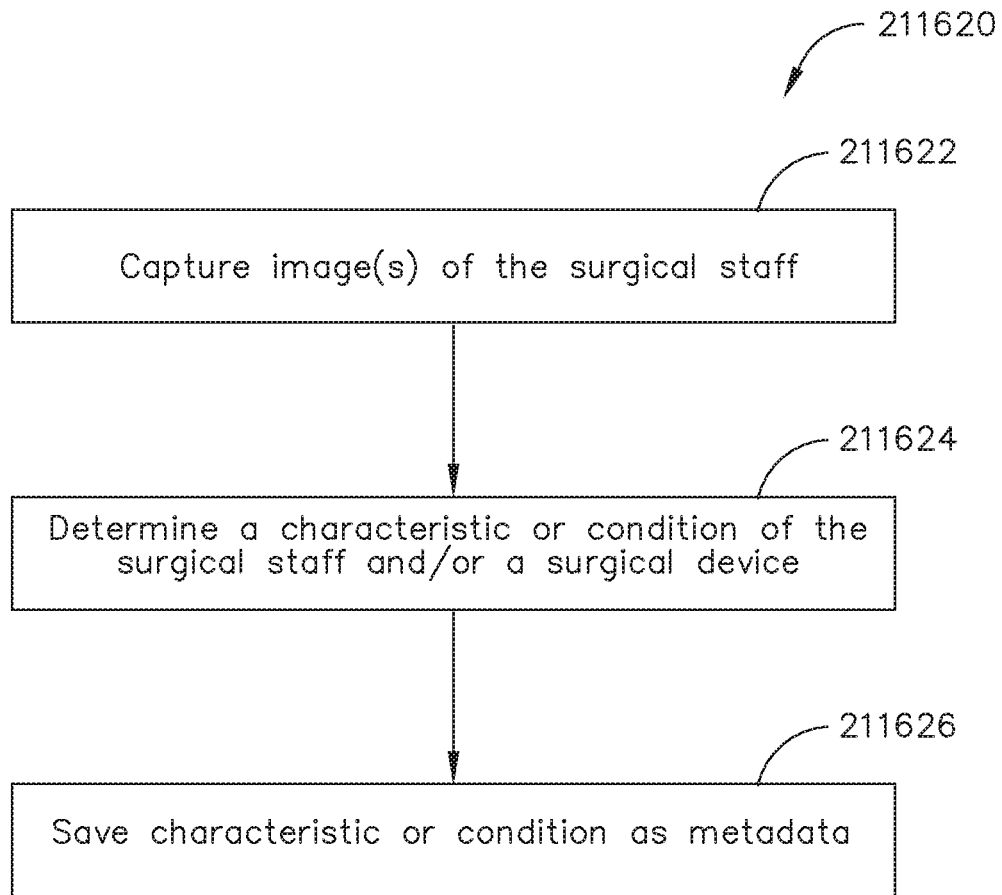 211620
211622
Capture image(s) of the surgical staff
211624
Determine a characteristic or condition of the
surgical staff and/or a surgical device
211626
Save characteristic or condition as metadata